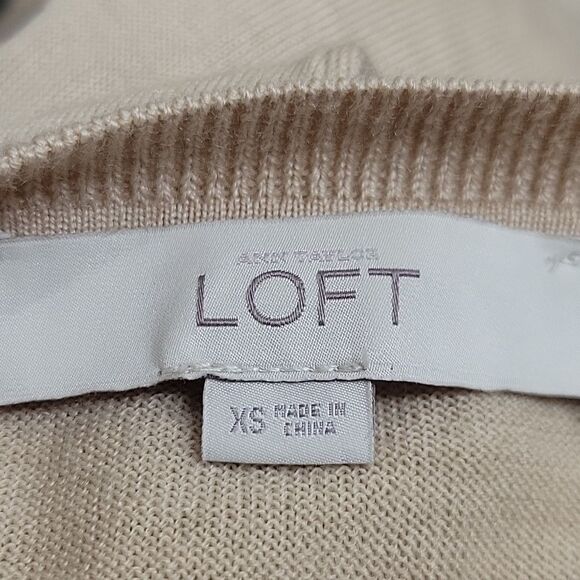 ANN TAYLOR
LOFT
XS MADE IN
CHINA